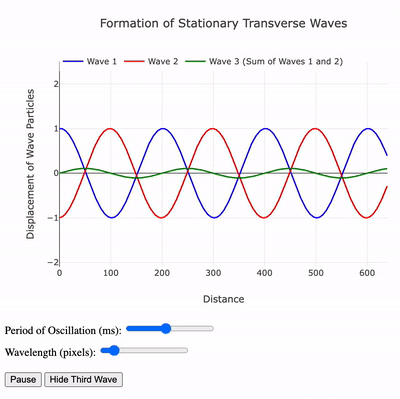 Formation of Stationary Transverse Waves
Wave 1 Wave 2 Wave 3 (Sum of Waves 1 and 2)
Displacement of Wave Particles
2
1
0
−1
−2
0 100 200 300 400 500 600
Distance
Period of Oscillation (ms):
Wavelength (pixels):
Pause Hide Third Wave